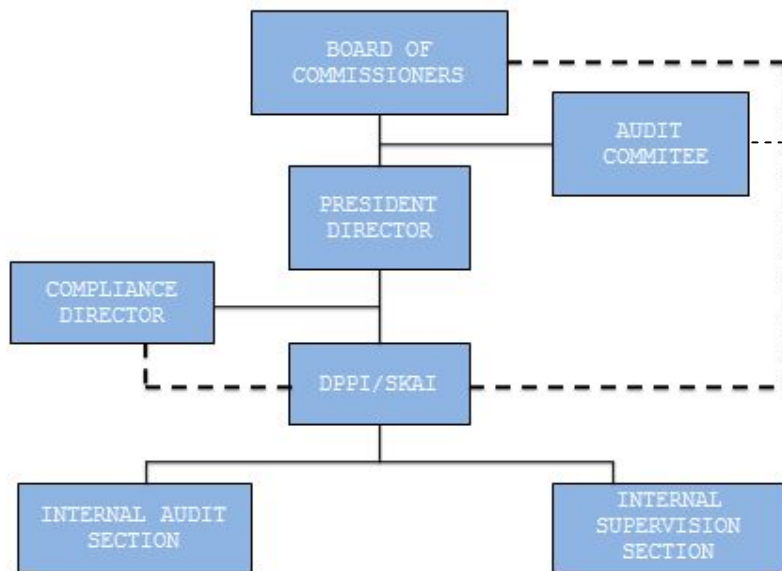 BOARD OF
COMMISSIONERS
AUDIT
COMMITEE
PRESIDENT
DIRECTOR
COMPLIANCE
DIRECTOR
DPPI/SKAI
INTERNAL AUDIT
SECTION
INTERNAL
SUPERVISION
SECTION